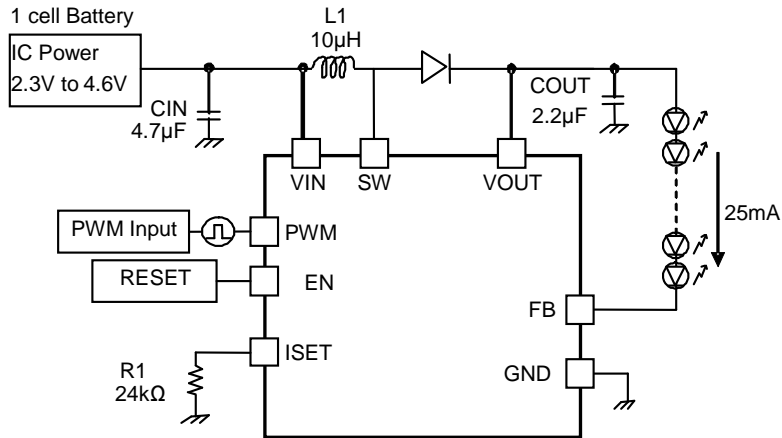 1 cell Battery
IC Power
2.3V to 4.6V
L1
10µH
CIN
4.7µF
COUT
2.2µF
VIN
SW
VOUT
25mA
PWM Input
PWM
RESET
EN
FB
ISET
GND
R1
24kΩ